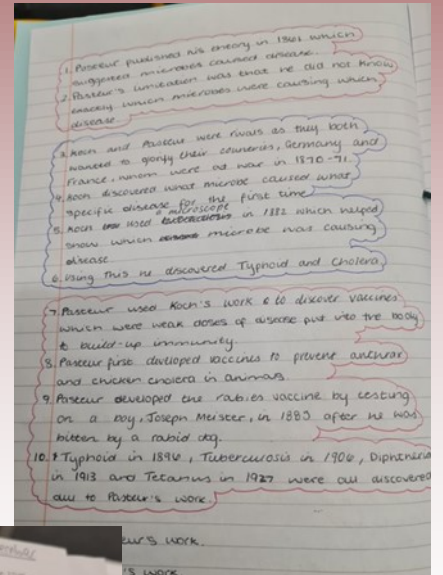 1. Pasteur published his theory in 1861 which
suggested microbes caused disease.
2. Pasteur's limitation was that he did not know
exactly which microbes were causing which
disease.
3. Koch and Pasteur were rivals as they both
wanted to glorify their countries, Germany and
France, whom were at war in 1870-71.
4. Koch discovered what microbe caused what
specific disease for the first time
5. Koch used a microscope in 1882 which helped
show which microbe was causing
disease
6. Using this he discovered Typhoid and Cholera
7. Pasteur used Koch's work to discover vaccines
which were weak doses of disease put into the body
to build-up immunity.
8. Pasteur first developed vaccines to prevent anthrax
and chicken cholera in animals.
9. Pasteur developed the rabies vaccine by testing
on a boy, Joseph Meister, in 1885 after he was
bitten by a rabid dog.
10. Typhoid in 1896, Tuberculosis in 1906, Diphtheria
in 1913 and Tetanus in 1927 were all discovered
all to Pasteur's work.
eur's work.
's work.